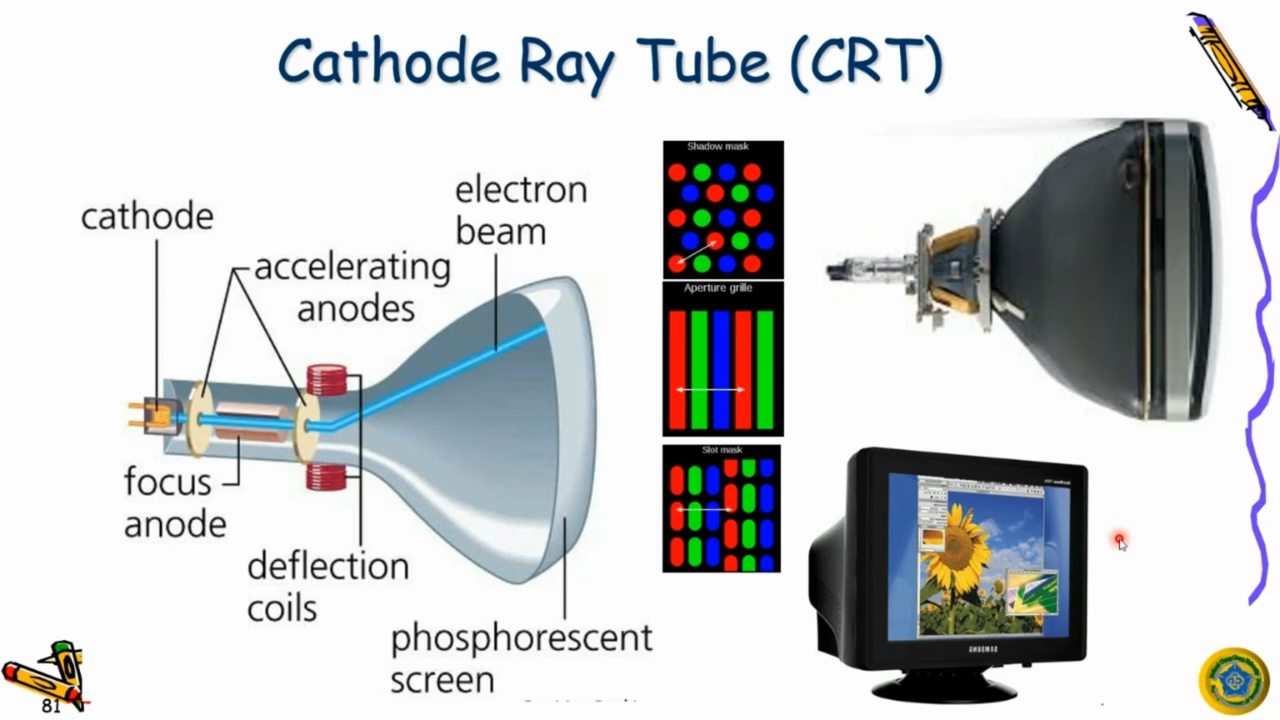 Cathode Ray Tube (CRT)
cathode
electron
beam
accelerating
anodes
focus
anode
deflection
coils
phosphorescent
screen
Shadow mask
Aperture grille
Slot mask
SAMSUNG
81